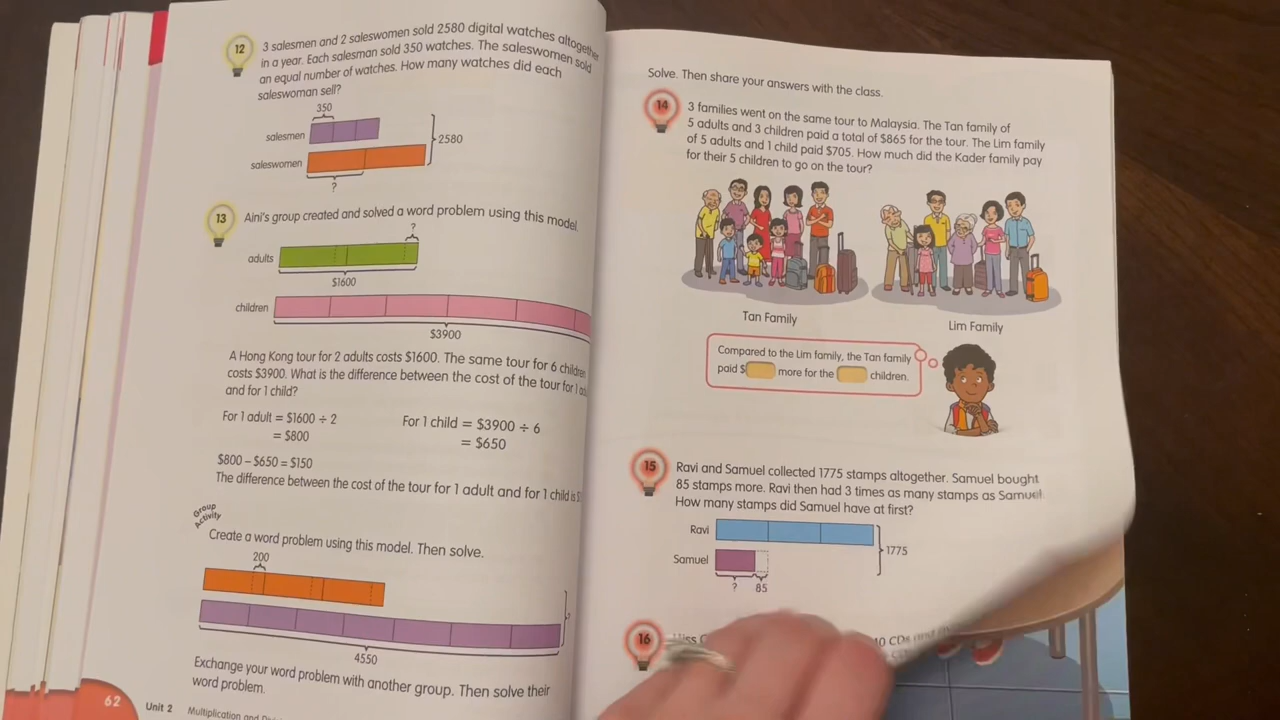 12
3 salesmen and 2 saleswomen sold 2580 digital watches altogether
in a year. Each salesman sold 350 watches. The saleswomen sold
an equal number of watches. How many watches did each
saleswoman sell?
350
salesmen
2580
saleswomen
?
13
Aini's group created and solved a word problem using this model.
?
adults
$1600
children
$3900
A Hong Kong tour for 2 adults costs $1600. The same tour for 6 children
costs $3900. What is the difference between the cost of the tour for 1
and for 1 child?
For 1 adult = $1600 ÷ 2
= $800
For 1 child = $3900 ÷ 6
= $650
$800 – $650 = $150
The difference between the cost of the tour for 1 adult and for 1 child is
Group
Activity
Create a word problem using this model. Then solve.
200
?
4550
Exchange your word problem with another group. Then solve their
word problem.
62
Unit 2
Multiplication and
Solve. Then share your answers with the class.
14
3 families went on the same tour to Malaysia. The Tan family of
5 adults and 3 children paid a total of $865 for the tour. The Lim family
of 5 adults and 1 child paid $705. How much did the Kader family pay
for their 5 children to go on the tour?
Tan Family
Lim Family
Compared to the Lim family, the Tan family
paid $ more for the children.
15
Ravi and Samuel collected 1775 stamps altogether. Samuel bought
85 stamps more. Ravi then had 3 times as many stamps as Samuel.
How many stamps did Samuel have at first?
Ravi
1775
Samuel
? 85
16
10 CDs